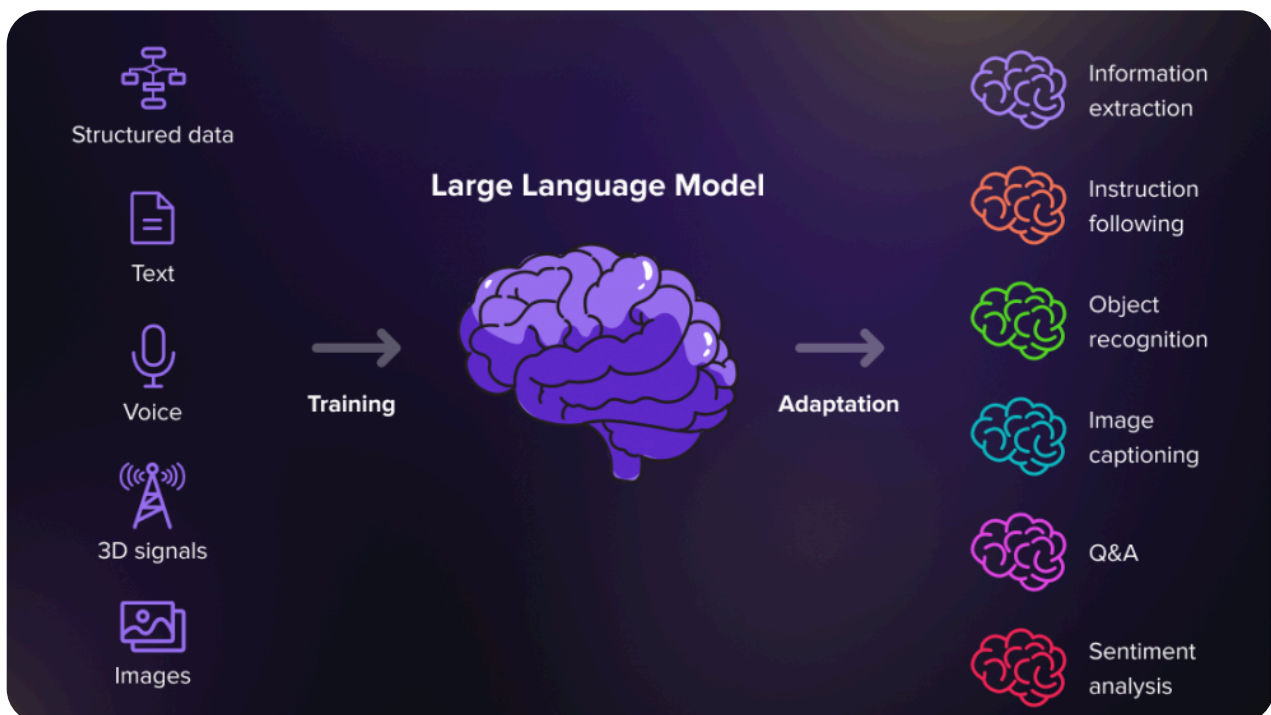 Structured data
Text
Voice
3D signals
Images
Training
Large Language Model
Adaptation
Information
extraction
Instruction
following
Object
recognition
Image
captioning
Q&A
Sentiment
analysis